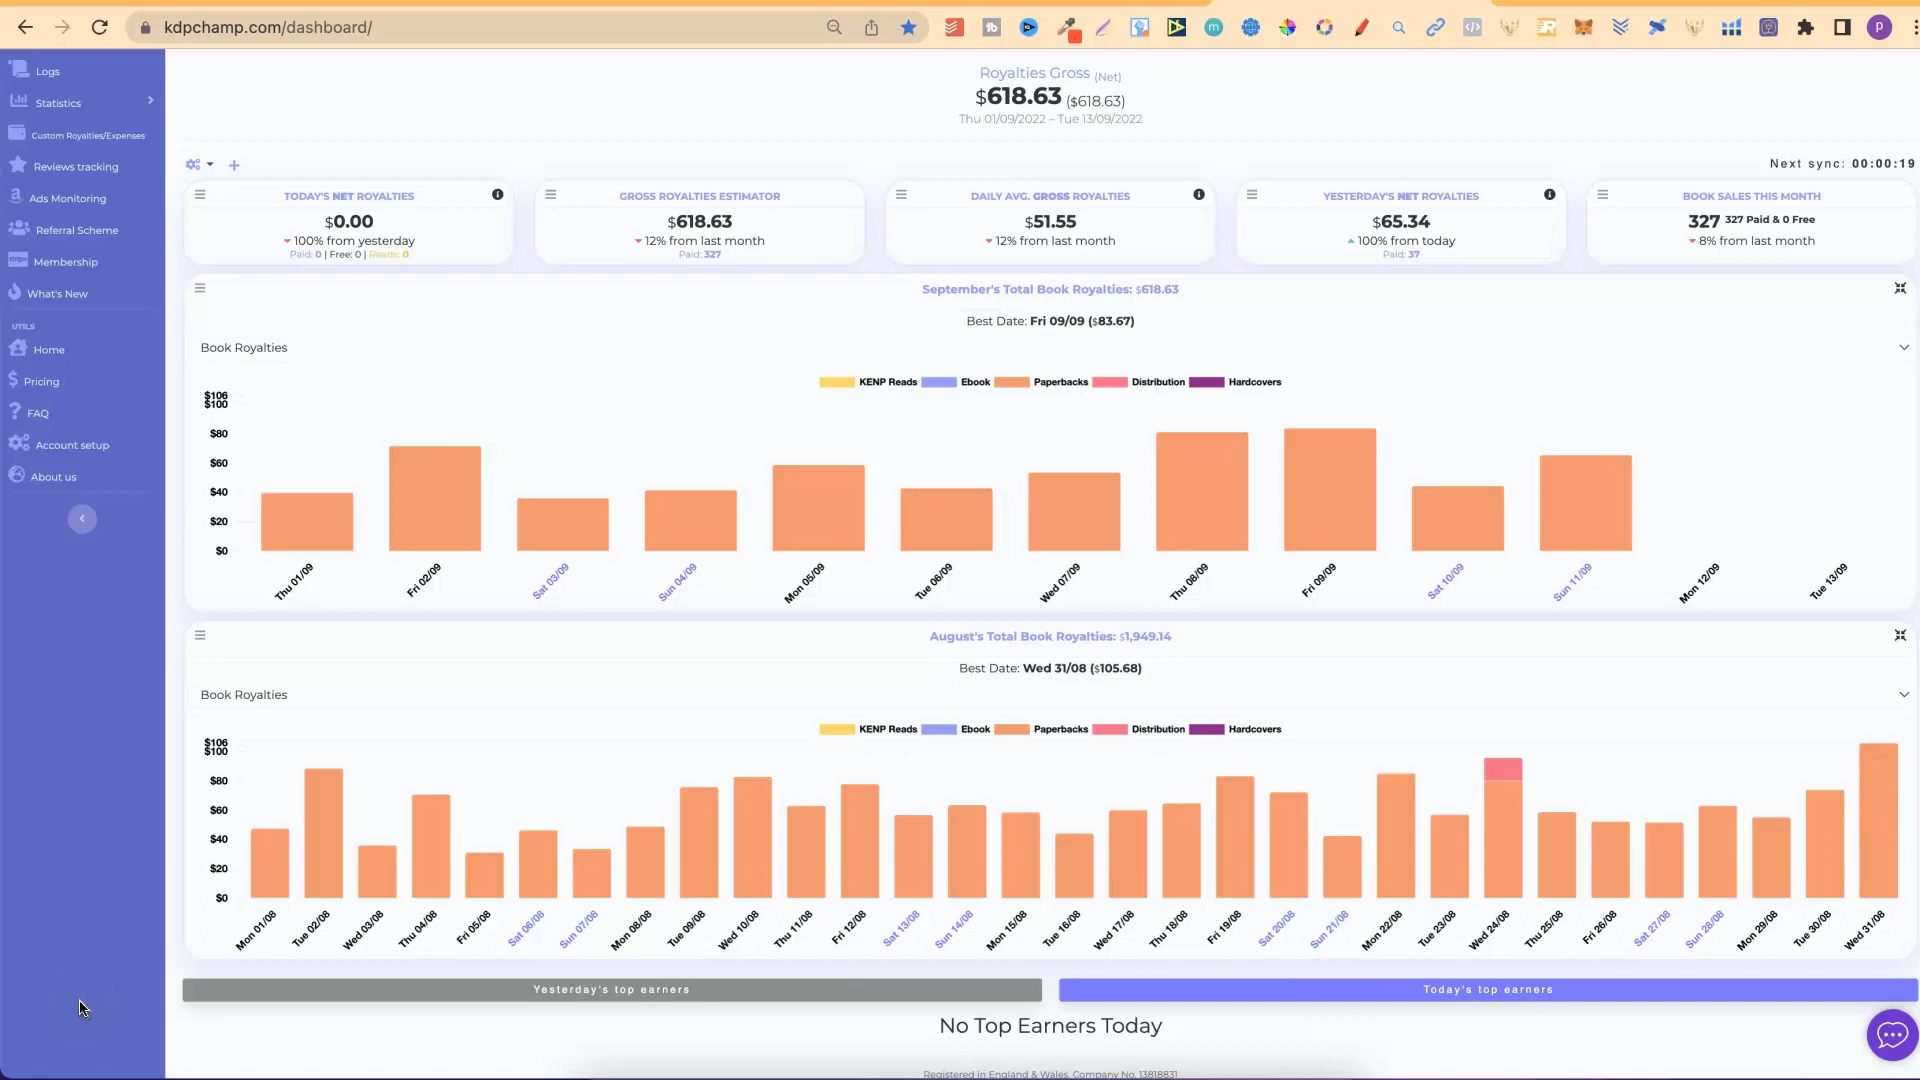 kdpchamp.com/dashboard/
Logs
Statistics
Custom Royalties/Expenses
Reviews tracking
Ads Monitoring
Referral Scheme
Membership
What's New
UTILS
Home
Pricing
FAQ
Account setup
About us
Royalties Gross (Net)
$618.63 ($618.63)
Thu 01/09/2022 – Tue 13/09/2022
Next sync: 00:00:19
TODAY'S NET ROYALTIES
$0.00
100% from yesterday
Paid: 0 | Free: 0 | Reads: 0
GROSS ROYALTIES ESTIMATOR
$618.63
12% from last month
Paid: 327
DAILY AVG. GROSS ROYALTIES
$51.55
12% from last month
YESTERDAY'S NET ROYALTIES
$65.34
100% from today
Paid: 37
BOOK SALES THIS MONTH
327 327 Paid & 0 Free
8% from last month
September's Total Book Royalties: $618.63
Best Date: Fri 09/09 ($83.67)
Book Royalties
KENP Reads Ebook Paperbacks Distribution Hardcovers
$106
$100
$80
$60
$40
$20
$0
Thu 01/09 Fri 02/09 Sat 03/09 Sun 04/09 Mon 05/09 Tue 06/09 Wed 07/09 Thu 08/09 Fri 09/09 Sat 10/09 Sun 11/09 Mon 12/09 Tue 13/09
August's Total Book Royalties: $1,949.14
Best Date: Wed 31/08 ($105.68)
Book Royalties
KENP Reads Ebook Paperbacks Distribution Hardcovers
$106
$100
$80
$60
$40
$20
$0
Mon 01/08 Tue 02/08 Wed 03/08 Thu 04/08 Fri 05/08 Sat 06/08 Sun 07/08 Mon 08/08 Tue 09/08 Wed 10/08 Thu 11/08 Fri 12/08 Sat 13/08 Sun 14/08 Mon 15/08 Tue 16/08 Wed 17/08 Thu 18/08 Fri 19/08 Sat 20/08 Sun 21/08 Mon 22/08 Tue 23/08 Wed 24/08 Thu 25/08 Fri 26/08 Sat 27/08 Sun 28/08 Mon 29/08 Tue 30/08 Wed 31/08
Yesterday's top earners
Today's top earners
No Top Earners Today
Registered in England & Wales. Company No. 13818831